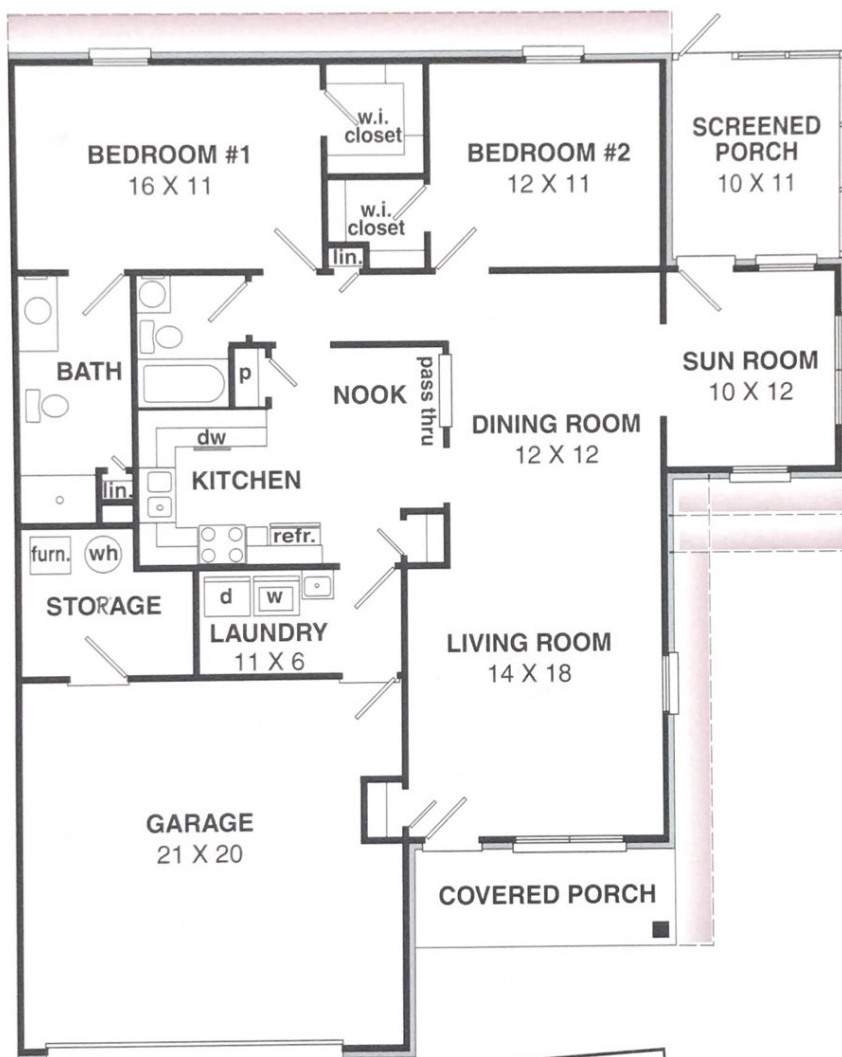 BEDROOM #1
16 X 11
w.i.
closet
BEDROOM #2
12 X 11
SCREENED
PORCH
10 X 11
w.i.
closet
lin.
BATH
p
NOOK
pass thru
DINING ROOM
12 X 12
SUN ROOM
10 X 12
dw
KITCHEN
lin.
refr.
furn.
wh
STORAGE
d
w
LAUNDRY
11 X 6
LIVING ROOM
14 X 18
GARAGE
21 X 20
COVERED PORCH